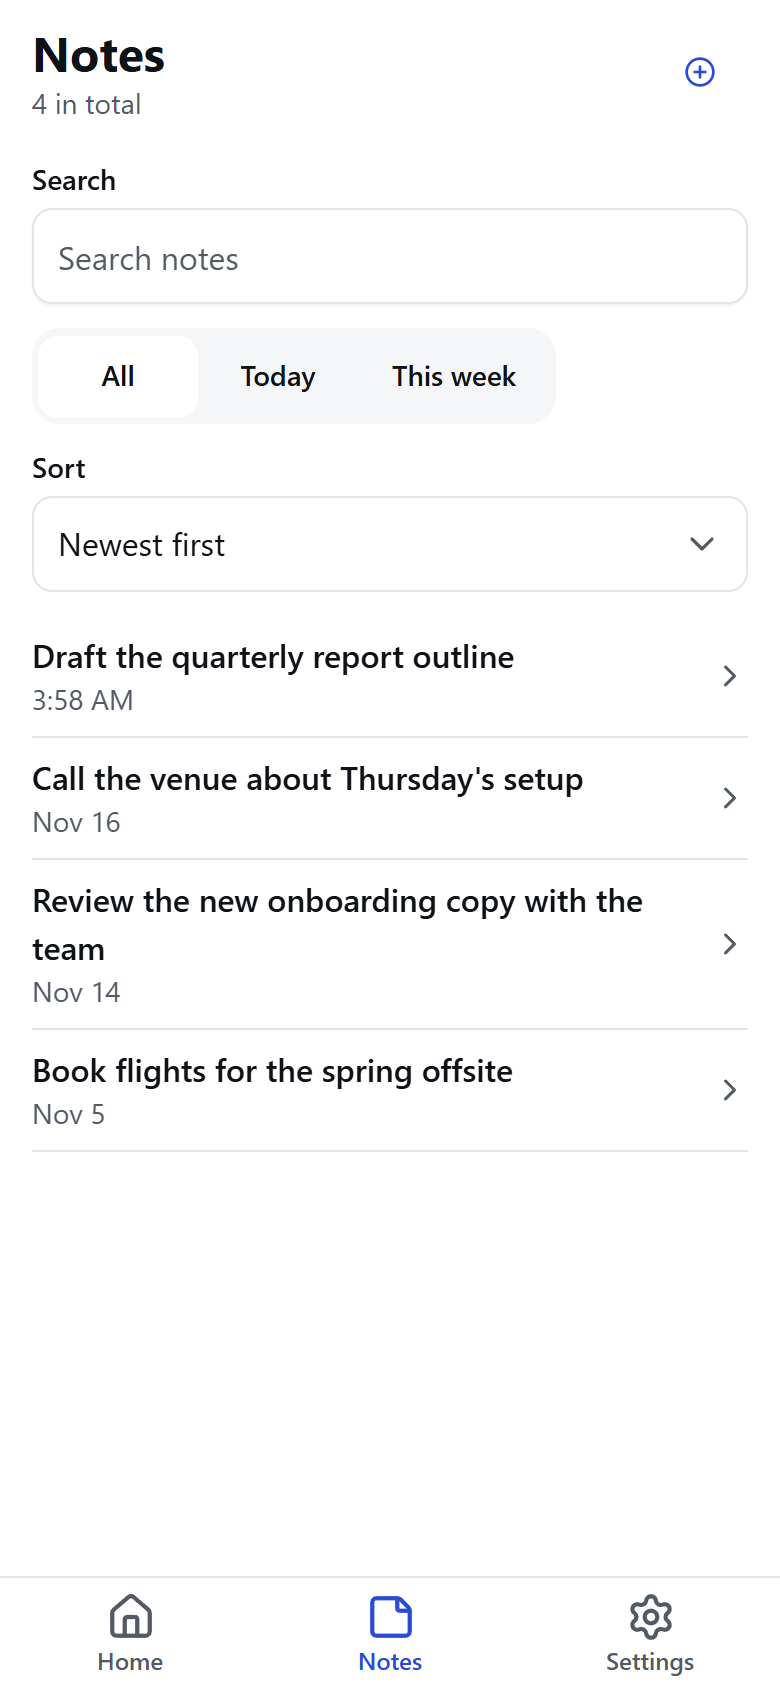 Notes
4 in total
Search
Search notes
All
Today
This week
Sort
Newest first
Draft the quarterly report outline
3:58 AM
Call the venue about Thursday's setup
Nov 16
Review the new onboarding copy with the
team
Nov 14
Book flights for the spring offsite
Nov 5
Home
Notes
Settings